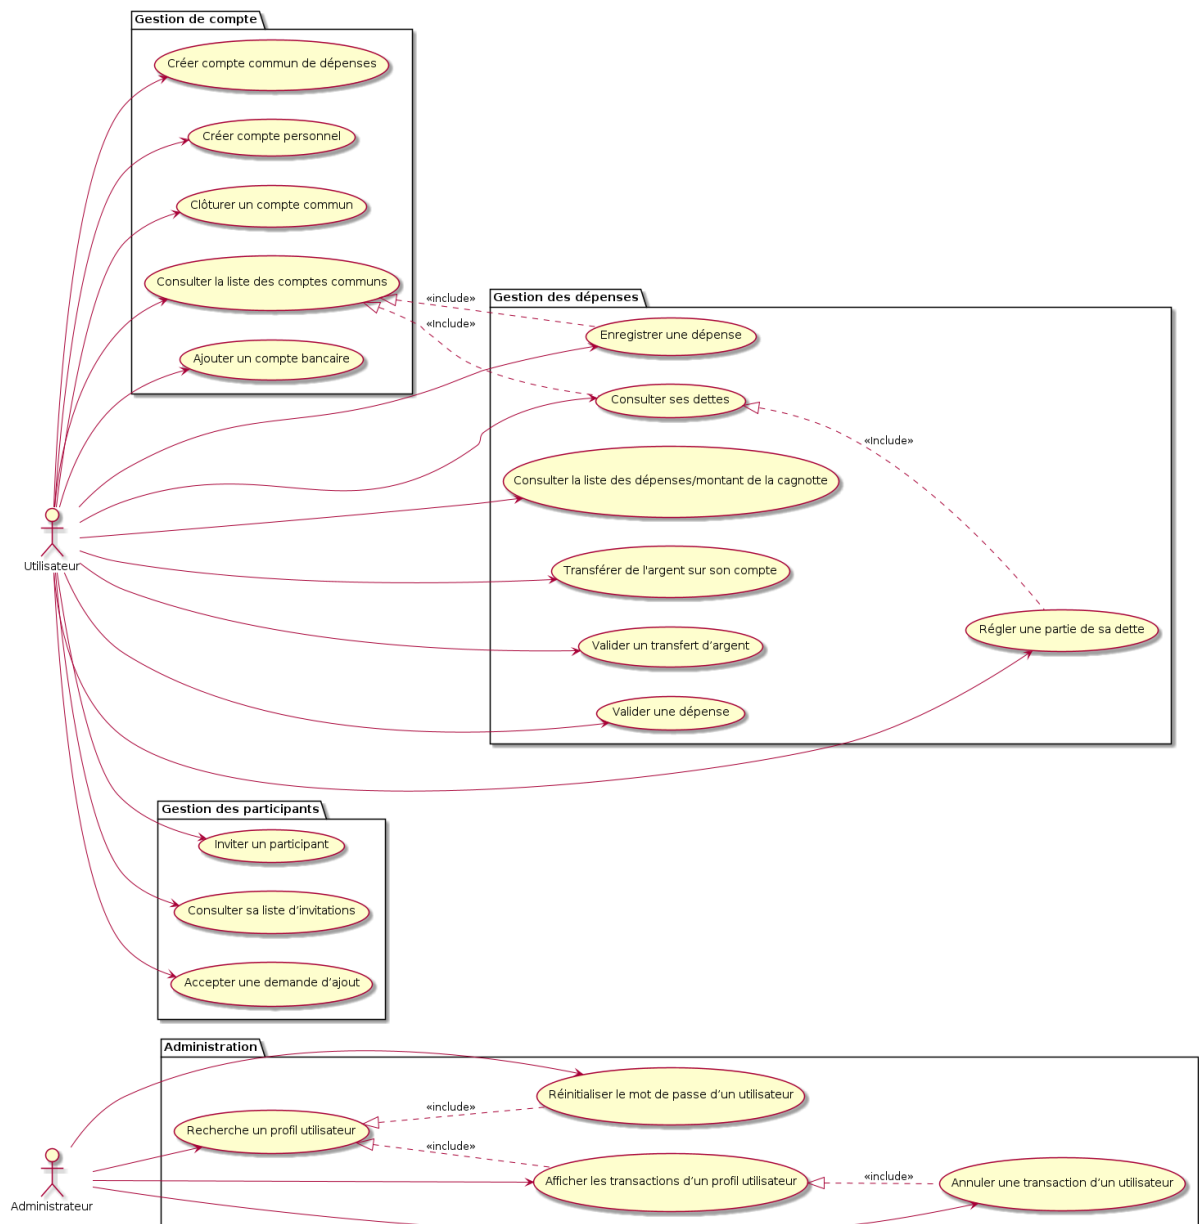 Gestion de compte
Créer compte commun de dépenses
Créer compte personnel
Clôturer un compte commun
Consulter la liste des comptes communs
Ajouter un compte bancaire
«include»
«Include»
Gestion des dépenses
Enregistrer une dépense
Consulter ses dettes
«Include»
Consulter la liste des dépenses/montant de la cagnotte
Transférer de l'argent sur son compte
Régler une partie de sa dette
Valider un transfert d’argent
Valider une dépense
Utilisateur
Gestion des participants
Inviter un participant
Consulter sa liste d’invitations
Accepter une demande d’ajout
Administration
Réinitialiser le mot de passe d’un utilisateur
«include»
Recherche un profil utilisateur
«include»
Afficher les transactions d’un profil utilisateur
«include»
Annuler une transaction d’un utilisateur
Administrateur